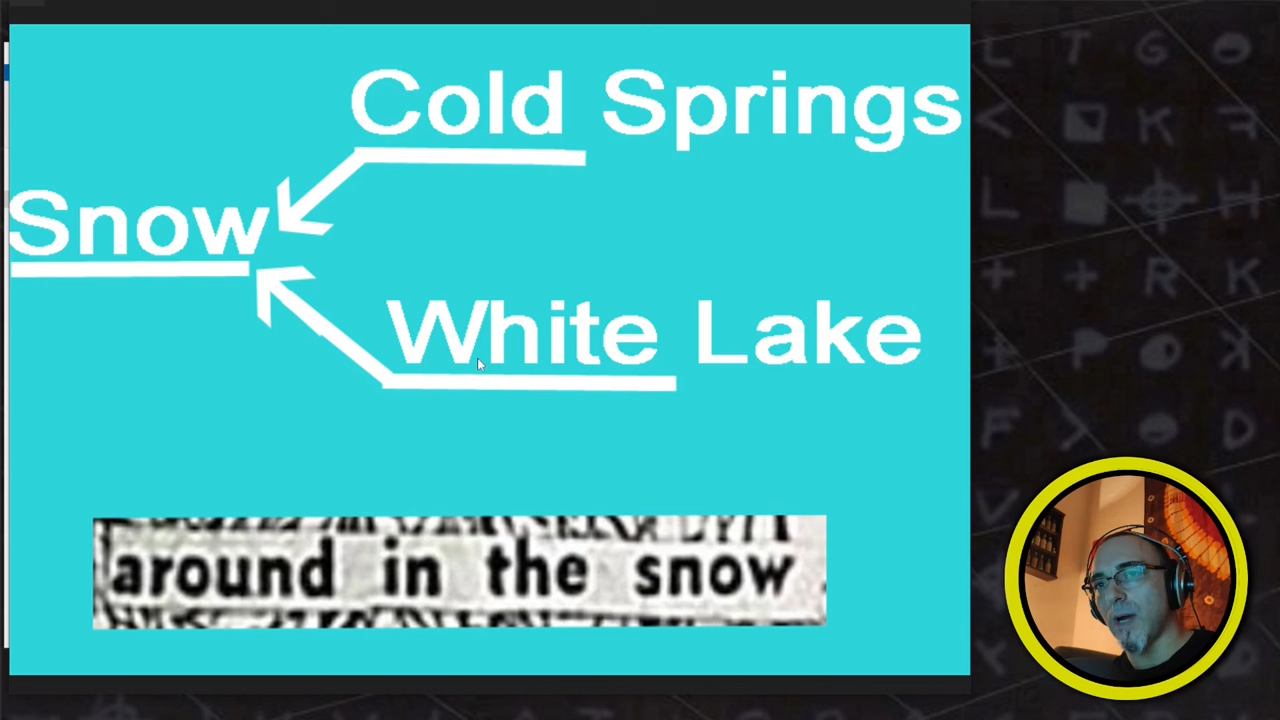 Cold Springs
Snow
White Lake
around in the snow
L T G
K
L H
+ + R K
P
F D